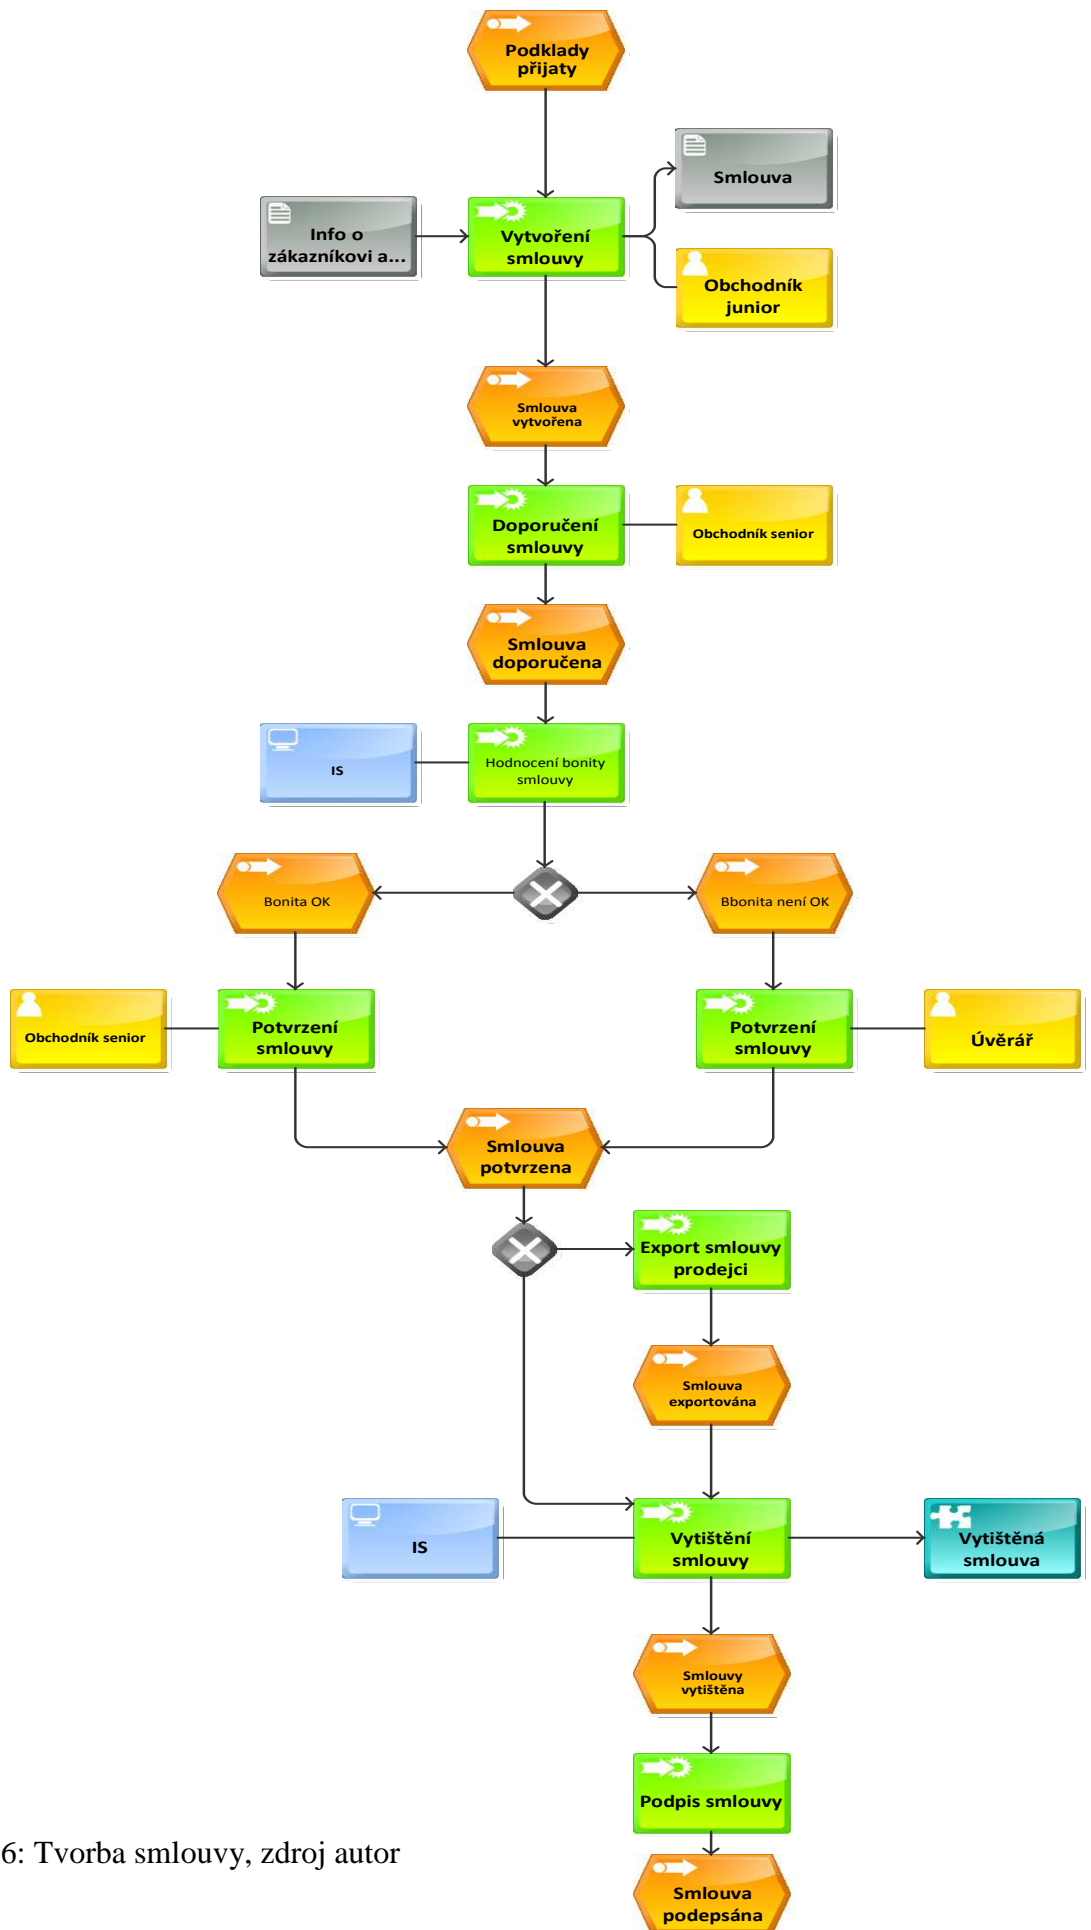 Podklady
přijaty
Smlouva
Info o
zákazníkovi a...
Vytvoření
smlouvy
Obchodník
junior
Smlouva
vytvořena
Doporučení
smlouvy
Obchodník senior
Smlouva
doporučena
IS
Hodnocení bonity
smlouvy
Bonita OK
Bbonita není OK
Obchodník senior
Potvrzení
smlouvy
Potvrzení
smlouvy
Úvěrář
Smlouva
potvrzena
Export smlouvy
prodejci
Smlouva
exportována
IS
Vytištění
smlouvy
Vytištěná
smlouva
Smlouvy
vytištěna
Podpis smlouvy
6: Tvorba smlouvy, zdroj autor
Smlouva
podepsána